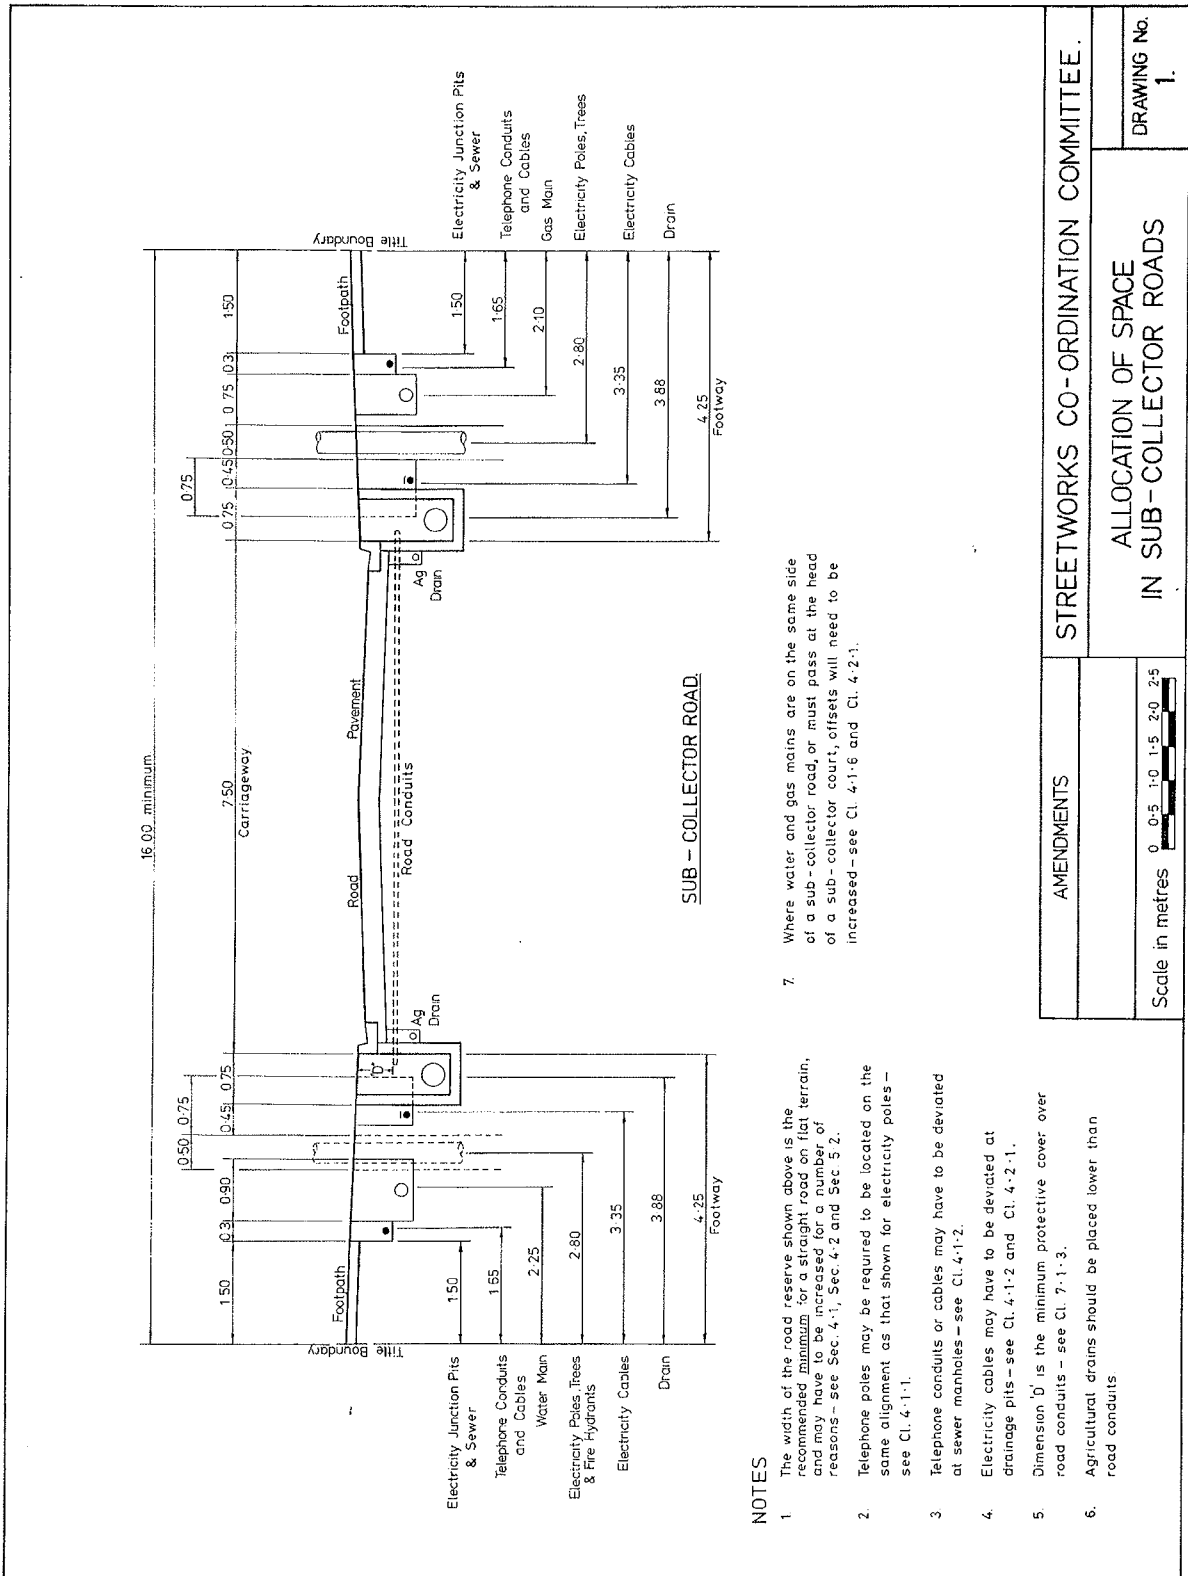 16·00 minimum
7·50
Carriageway
1·50
0·3
0·90
0·50
0·75
0·45
0·75
0·75
0·75
0·45
0·50
0·75
0·3
1·50
Title Boundary
Footpath
"D"
Ag
Drain
Road
Pavement
Road Conduits
Ag
Drain
Footpath
Title Boundary
Electricity Junction Pits
& Sewer
1·50
Telephone Conduits
and Cables
1·65
Water Main
2·25
Electricity Poles, Trees
& Fire Hydrants
2·80
Electricity Cables
3·35
Drain
3·88
4·25
Footway
1·50
Electricity Junction Pits
& Sewer
1·65
Telephone Conduits
and Cables
2·10
Gas Main
2·80
Electricity Poles, Trees
3·35
Electricity Cables
3·88
Drain
4·25
Footway
SUB-COLLECTOR ROAD.
NOTES
1 The width of the road reserve shown above is the
recommended minimum for a straight road on flat terrain,
and may have to be increased for a number of
reasons – see Sec. 4·1, Sec. 4·2 and Sec. 5·2.
2. Telephone poles may be required to be located on the
same alignment as that shown for electricity poles –
see Cl. 4·1·1.
3 Telephone conduits or cables may have to be deviated
at sewer manholes – see Cl. 4·1·2.
4. Electricity cables may have to be deviated at
drainage pits – see Cl. 4·1·2 and Cl. 4·2·1.
5. Dimension 'D' is the minimum protective cover over
road conduits – see Cl. 7·1·3.
6. Agricultural drains should be placed lower than
road conduits
7. Where water and gas mains are on the same side
of a sub-collector road, or must pass at the head
of a sub-collector court, offsets will need to be
increased – see Cl. 4·1·6 and Cl. 4·2·1.
AMENDMENTS
Scale in metres 0 0·5 1·0 1·5 2·0 2·5
STREETWORKS CO-ORDINATION COMMITTEE.
ALLOCATION OF SPACE
IN SUB-COLLECTOR ROADS
DRAWING No.
1.